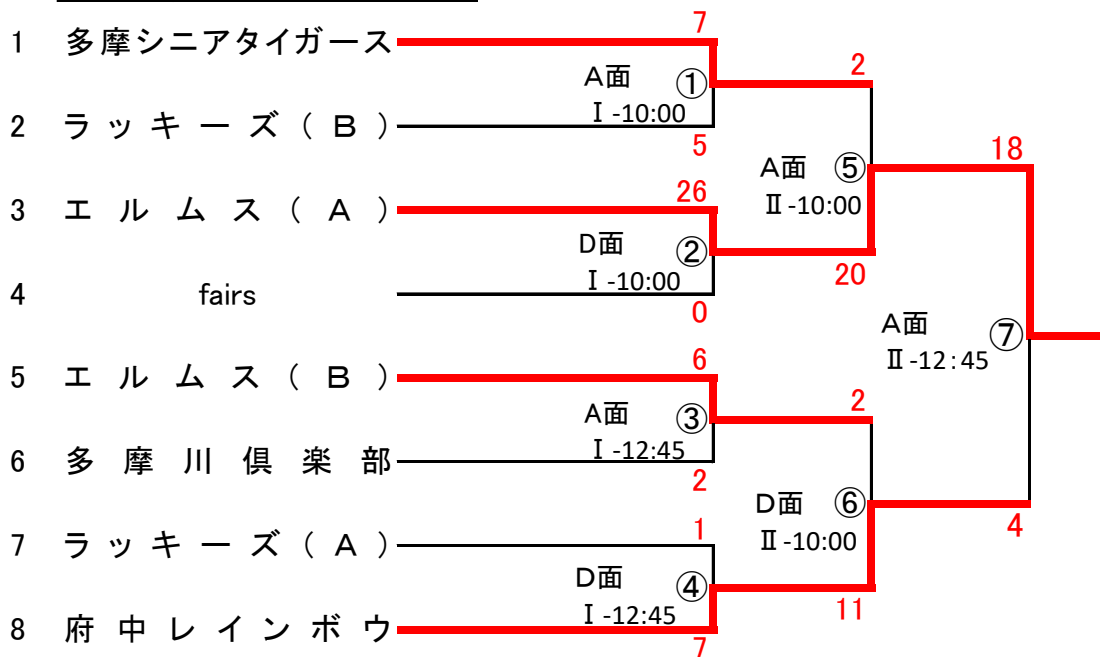 7
1 多摩シニアタイガース
2
A面 ①
Ⅰ-10:00
2 ラッキーズ(B)
5
18
A面 ⑤
Ⅱ-10:00
26
3 エルムス(A)
D面 ②
Ⅰ-10:00
20
4 fairs
0
A面 ⑦
Ⅱ-12:45
6
5 エルムス(B)
2
A面 ③
Ⅰ-12:45
6 多摩川倶楽部
2
D面 ⑥
Ⅱ-10:00
4
1
7 ラッキーズ(A)
D面 ④
Ⅰ-12:45
11
8 府中レインボウ
7